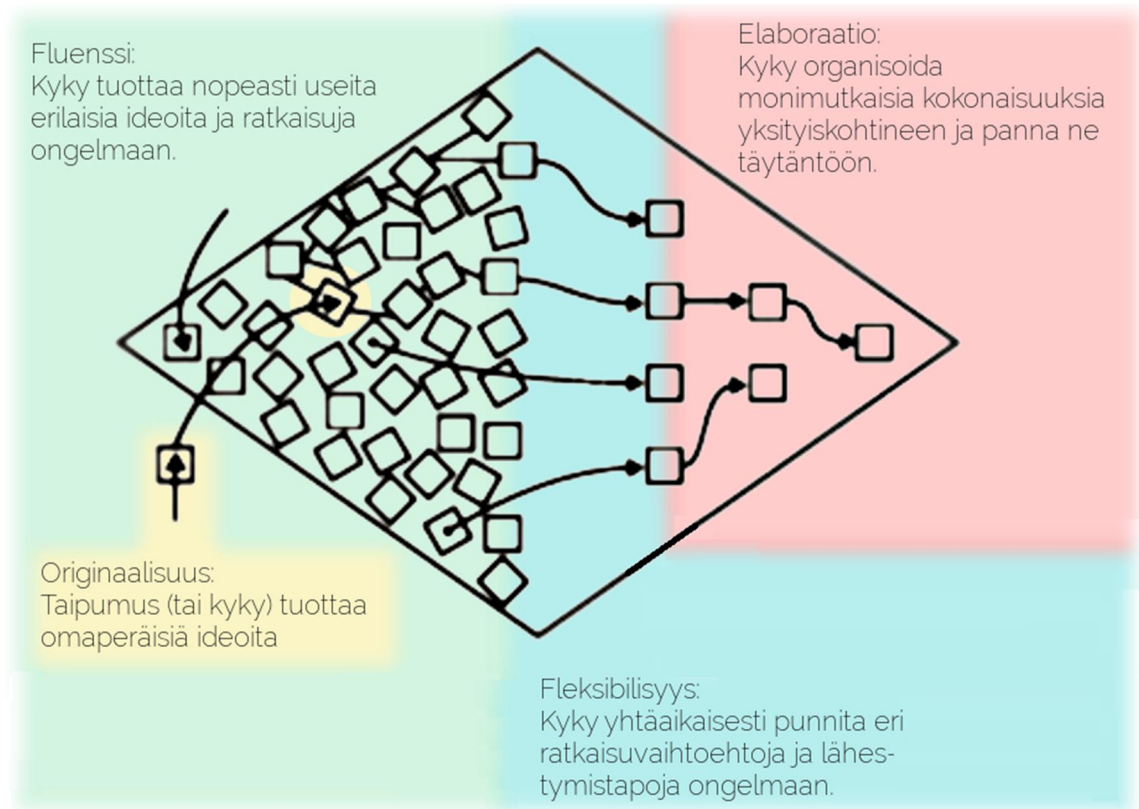 Fluenssi:
Kyky tuottaa nopeasti useita
erilaisia ideoita ja ratkaisuja
ongelmaan.
Elaboraatio:
Kyky organisoida
monimutkaisia kokonaisuuksia
yksityiskohtineen ja panna ne
täytäntöön.
Originaalisuus:
Taipumus (tai kyky) tuottaa
omaperäisiä ideoita
Fleksibilisyys:
Kyky yhtäaikaisesti punnita eri
ratkaisuvaihtoehtoja ja lähes-
tymistapoja ongelmaan.